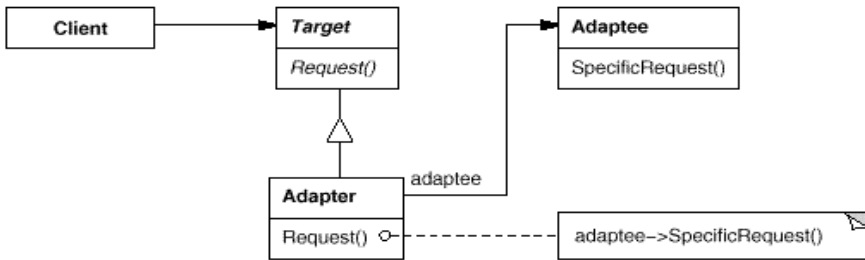 Client
Target
Request()
Adaptee
SpecificRequest()
adaptee
Adapter
Request()
adaptee->SpecificRequest()